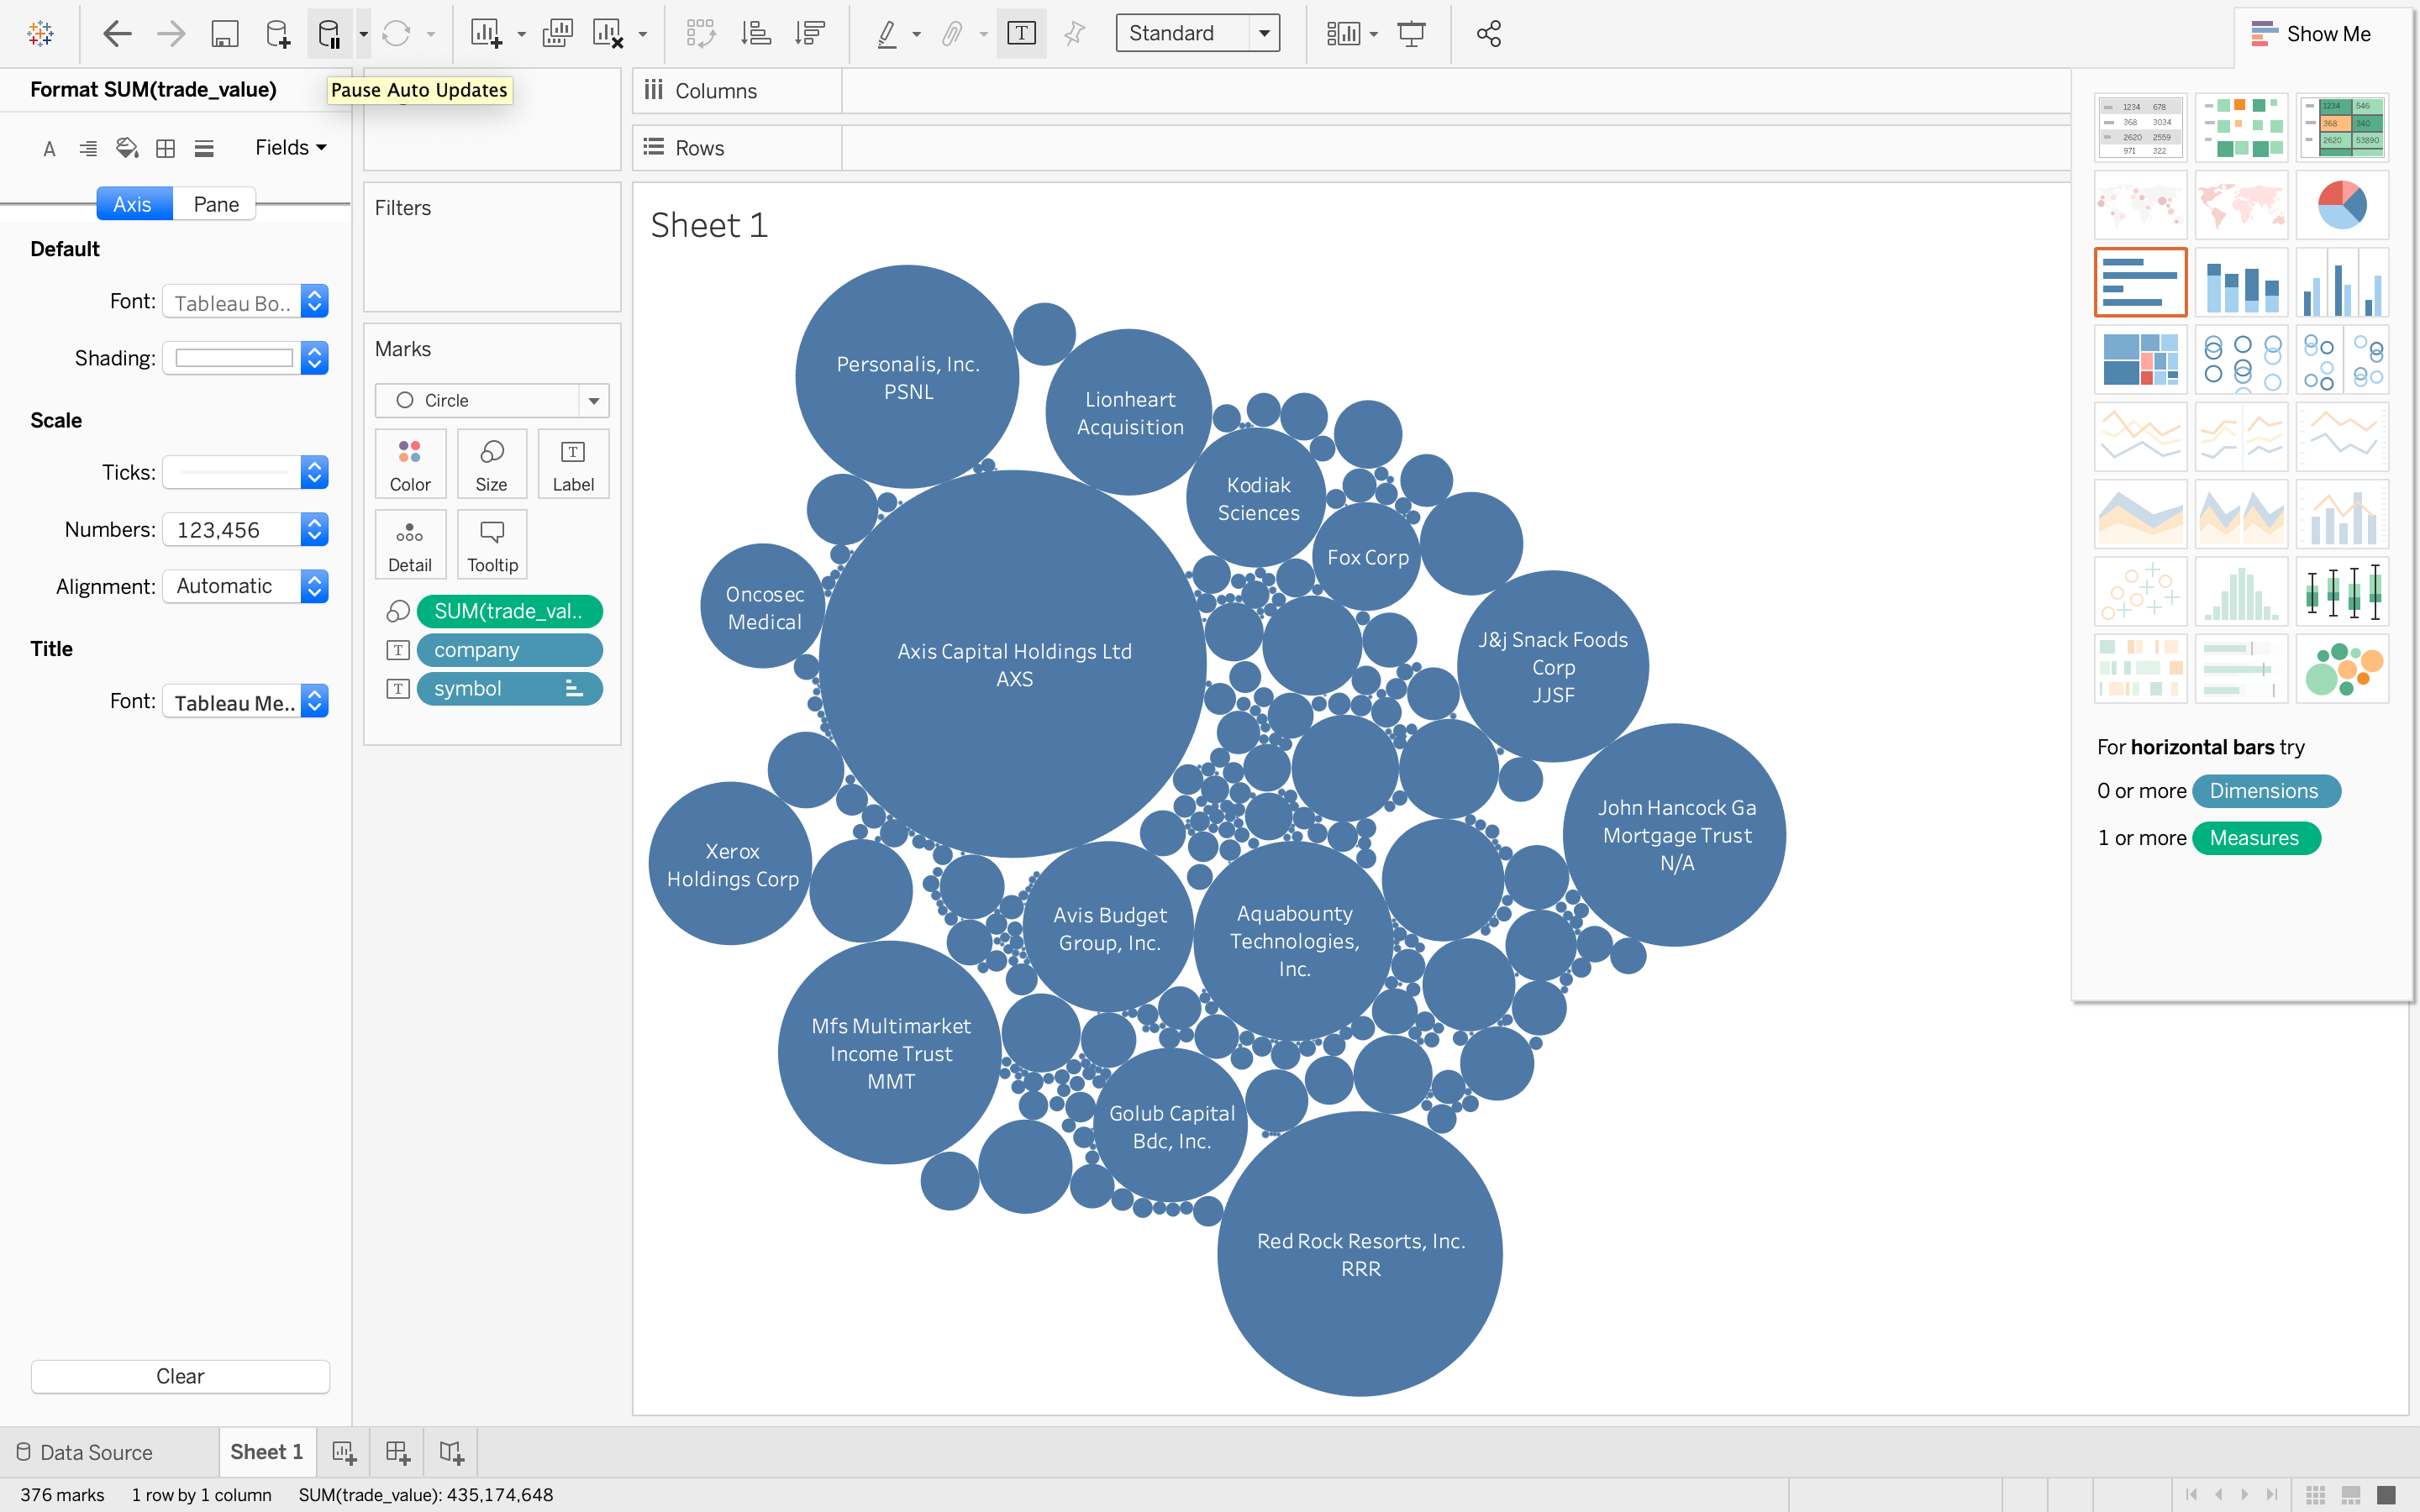 Standard
Show Me
Format SUM(trade_value)
Pause Auto Updates
Columns
Fields
Rows
Axis
Pane
Filters
Default
Sheet 1
Font: Tableau Bo..
Shading:
Marks
Circle
Scale
Color
Size
Label
Ticks:
Numbers: 123,456
Detail
Tooltip
Alignment: Automatic
SUM(trade_val..
company
symbol
Title
Font: Tableau Me..
Clear
Personalis, Inc.
PSNL
Lionheart
Acquisition
Kodiak
Sciences
Fox Corp
Oncosec
Medical
Axis Capital Holdings Ltd
AXS
J&j Snack Foods
Corp
JJSF
John Hancock Ga
Mortgage Trust
N/A
Xerox
Holdings Corp
Avis Budget
Group, Inc.
Aquabounty
Technologies,
Inc.
Mfs Multimarket
Income Trust
MMT
Golub Capital
Bdc, Inc.
Red Rock Resorts, Inc.
RRR
1234 678
368 3034
2620 2559
971 322
1234 546
368 340
2620 53890
For horizontal bars try
0 or more Dimensions
1 or more Measures
Data Source
Sheet 1
376 marks 1 row by 1 column SUM(trade_value): 435,174,648